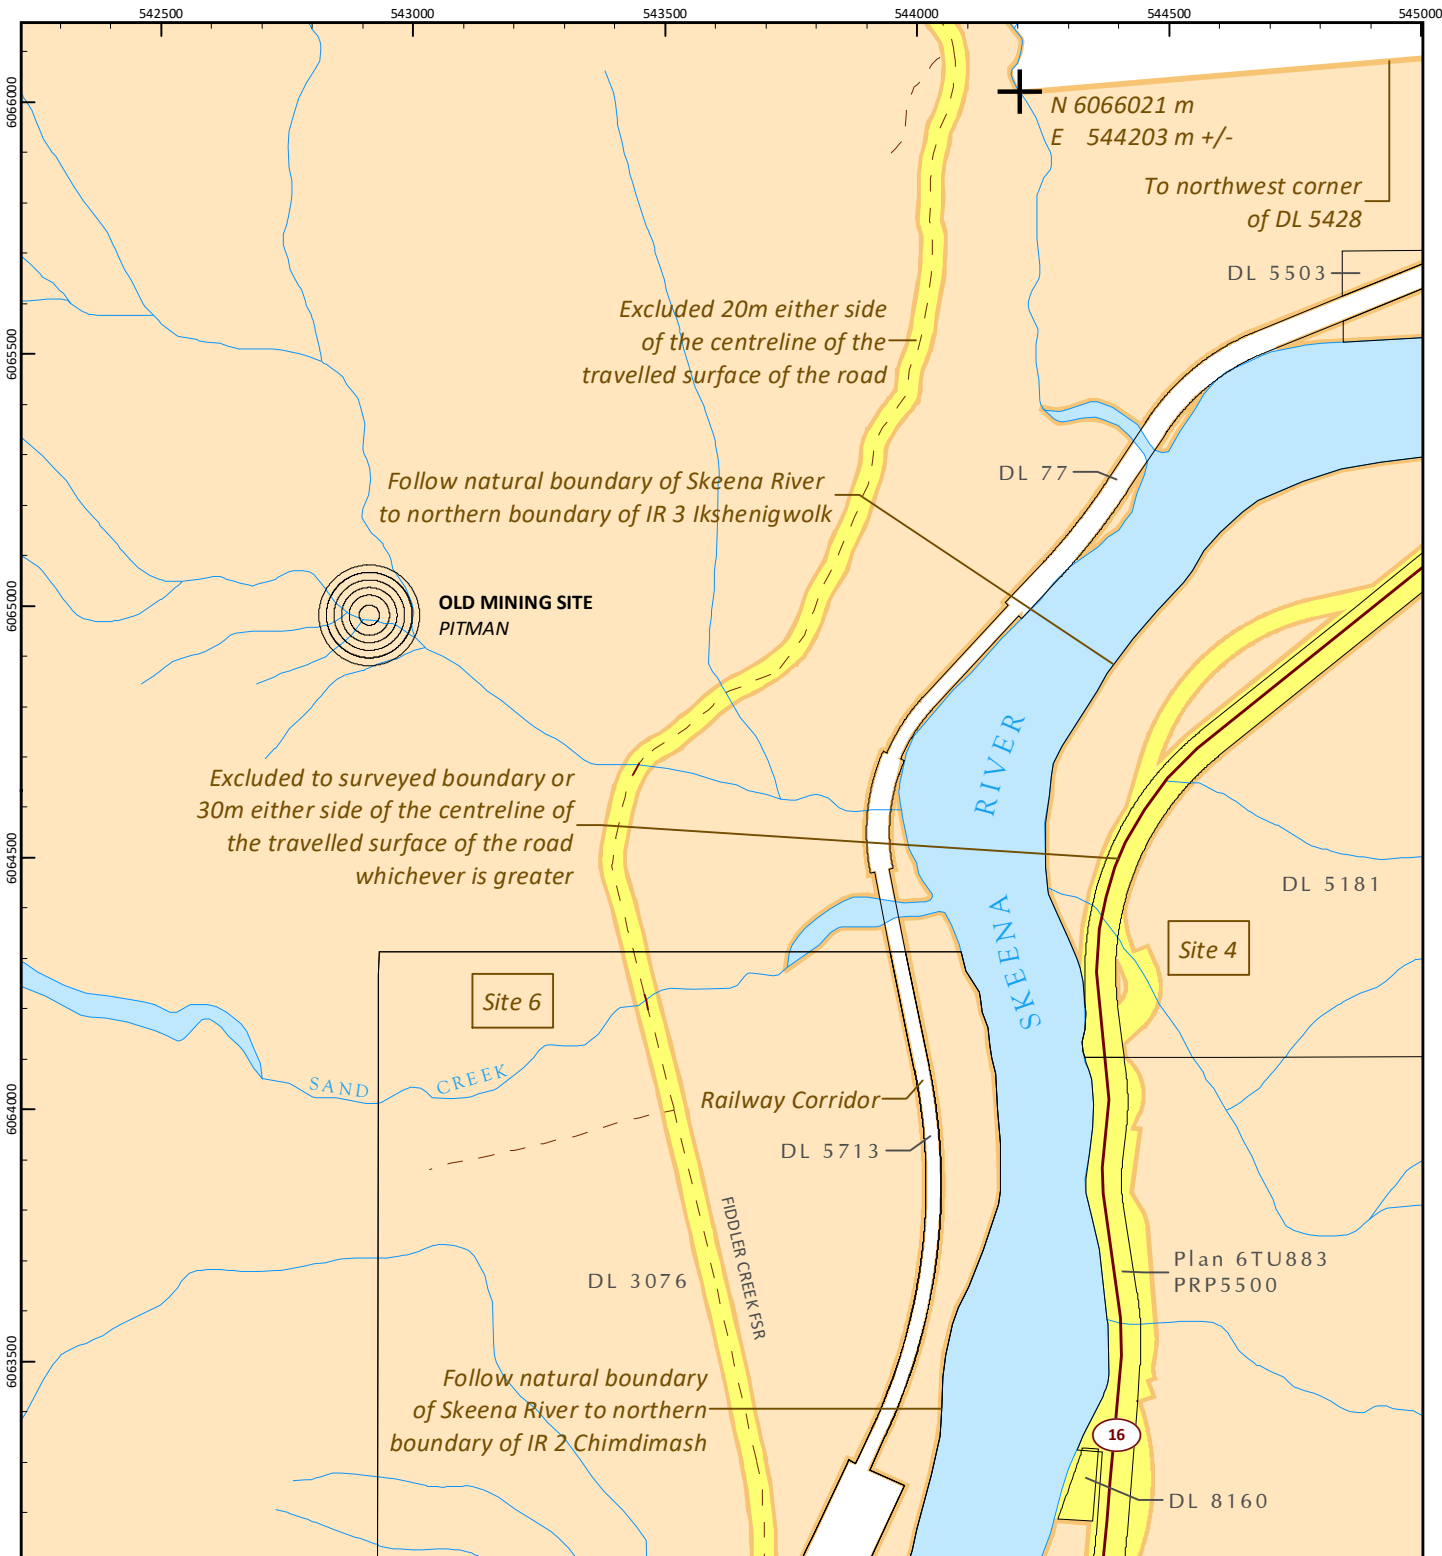 542500
543000
543500
544000
544500
545000
6066000
6065500
6065000
6064500
6064000
6063500
N 6066021 m
E 544203 m +/-
To northwest corner
of DL 5428
DL 5503
Excluded 20m either side
of the centreline of the
travelled surface of the road
Follow natural boundary of Skeena River
to northern boundary of IR 3 Ikshenigwolk
DL 77
OLD MINING SITE
PITMAN
SKEENA RIVER
Excluded to surveyed boundary or
30m either side of the centreline of
the travelled surface of the road
whichever is greater
DL 5181
Site 4
Site 6
SAND CREEK
Railway Corridor
DL 5713
FIDDLER CREEK FSR
DL 3076
Plan 6TU883
PRP5500
Follow natural boundary
of Skeena River to northern
boundary of IR 2 Chimdimash
16
DL 8160